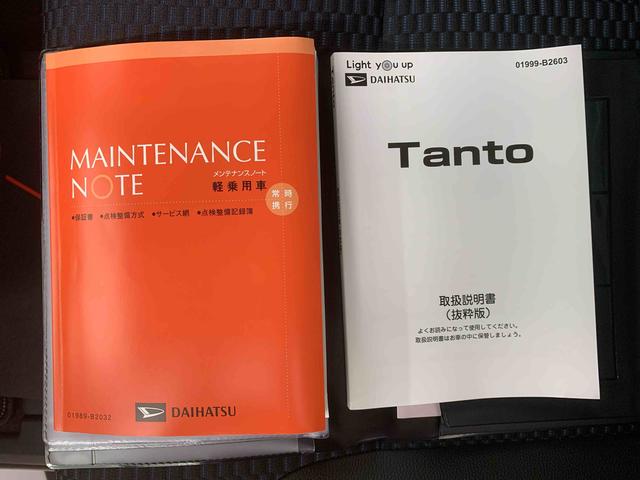 MAINTENANCE
NOTE
メンテナンスノート
軽乗用車
常時
携行
●保証書 ●点検整備方式 ●サービス網 ●点検整備記録簿
01989-B2032
DAIHATSU
Light you up
DAIHATSU
01999-B2603
Tanto
取扱説明書
(抜粋版)
よくお読みになって使用してください。
取扱説明書はお車の中に保管しましょう。